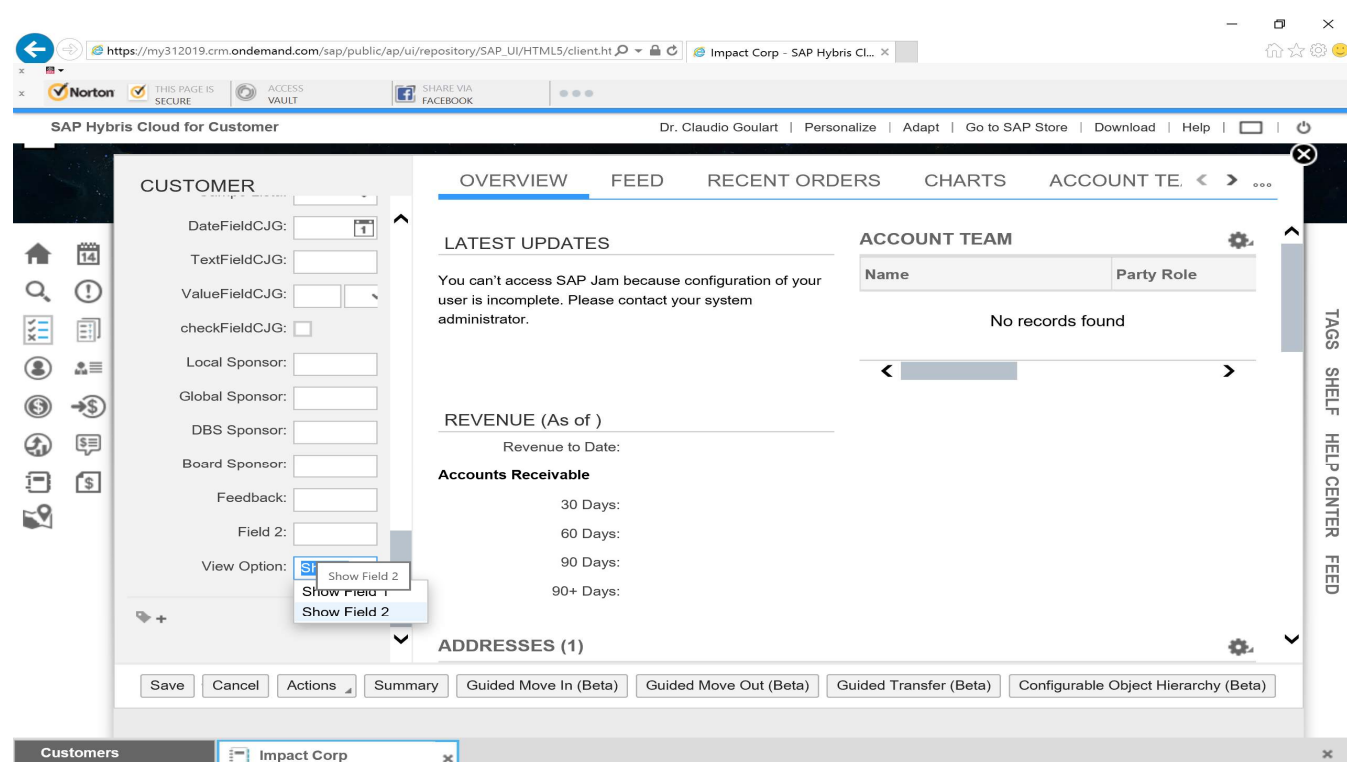 https://my312019.crm.ondemand.com/sap/public/ap/ui/repository/SAP_UI/HTML5/client.ht
Impact Corp - SAP Hybris Cl...
Norton
THIS PAGE IS SECURE
ACCESS VAULT
SHARE VIA FACEBOOK
SAP Hybris Cloud for Customer
Dr. Claudio Goulart | Personalize | Adapt | Go to SAP Store | Download | Help
CUSTOMER
OVERVIEW FEED RECENT ORDERS CHARTS ACCOUNT TE
DateFieldCJG:
TextFieldCJG:
ValueFieldCJG:
checkFieldCJG:
Local Sponsor:
Global Sponsor:
DBS Sponsor:
Board Sponsor:
Feedback:
Field 2:
View Option:
Show Field 2
Show Field 1
Show Field 2
LATEST UPDATES
You can't access SAP Jam because configuration of your
user is incomplete. Please contact your system
administrator.
ACCOUNT TEAM
Name Party Role
No records found
REVENUE (As of )
Revenue to Date:
Accounts Receivable
30 Days:
60 Days:
90 Days:
90+ Days:
ADDRESSES (1)
TAGS SHELF HELP CENTER FEED
14
1
Save Cancel Actions Summary Guided Move In (Beta) Guided Move Out (Beta) Guided Transfer (Beta) Configurable Object Hierarchy (Beta)
Customers
Impact Corp